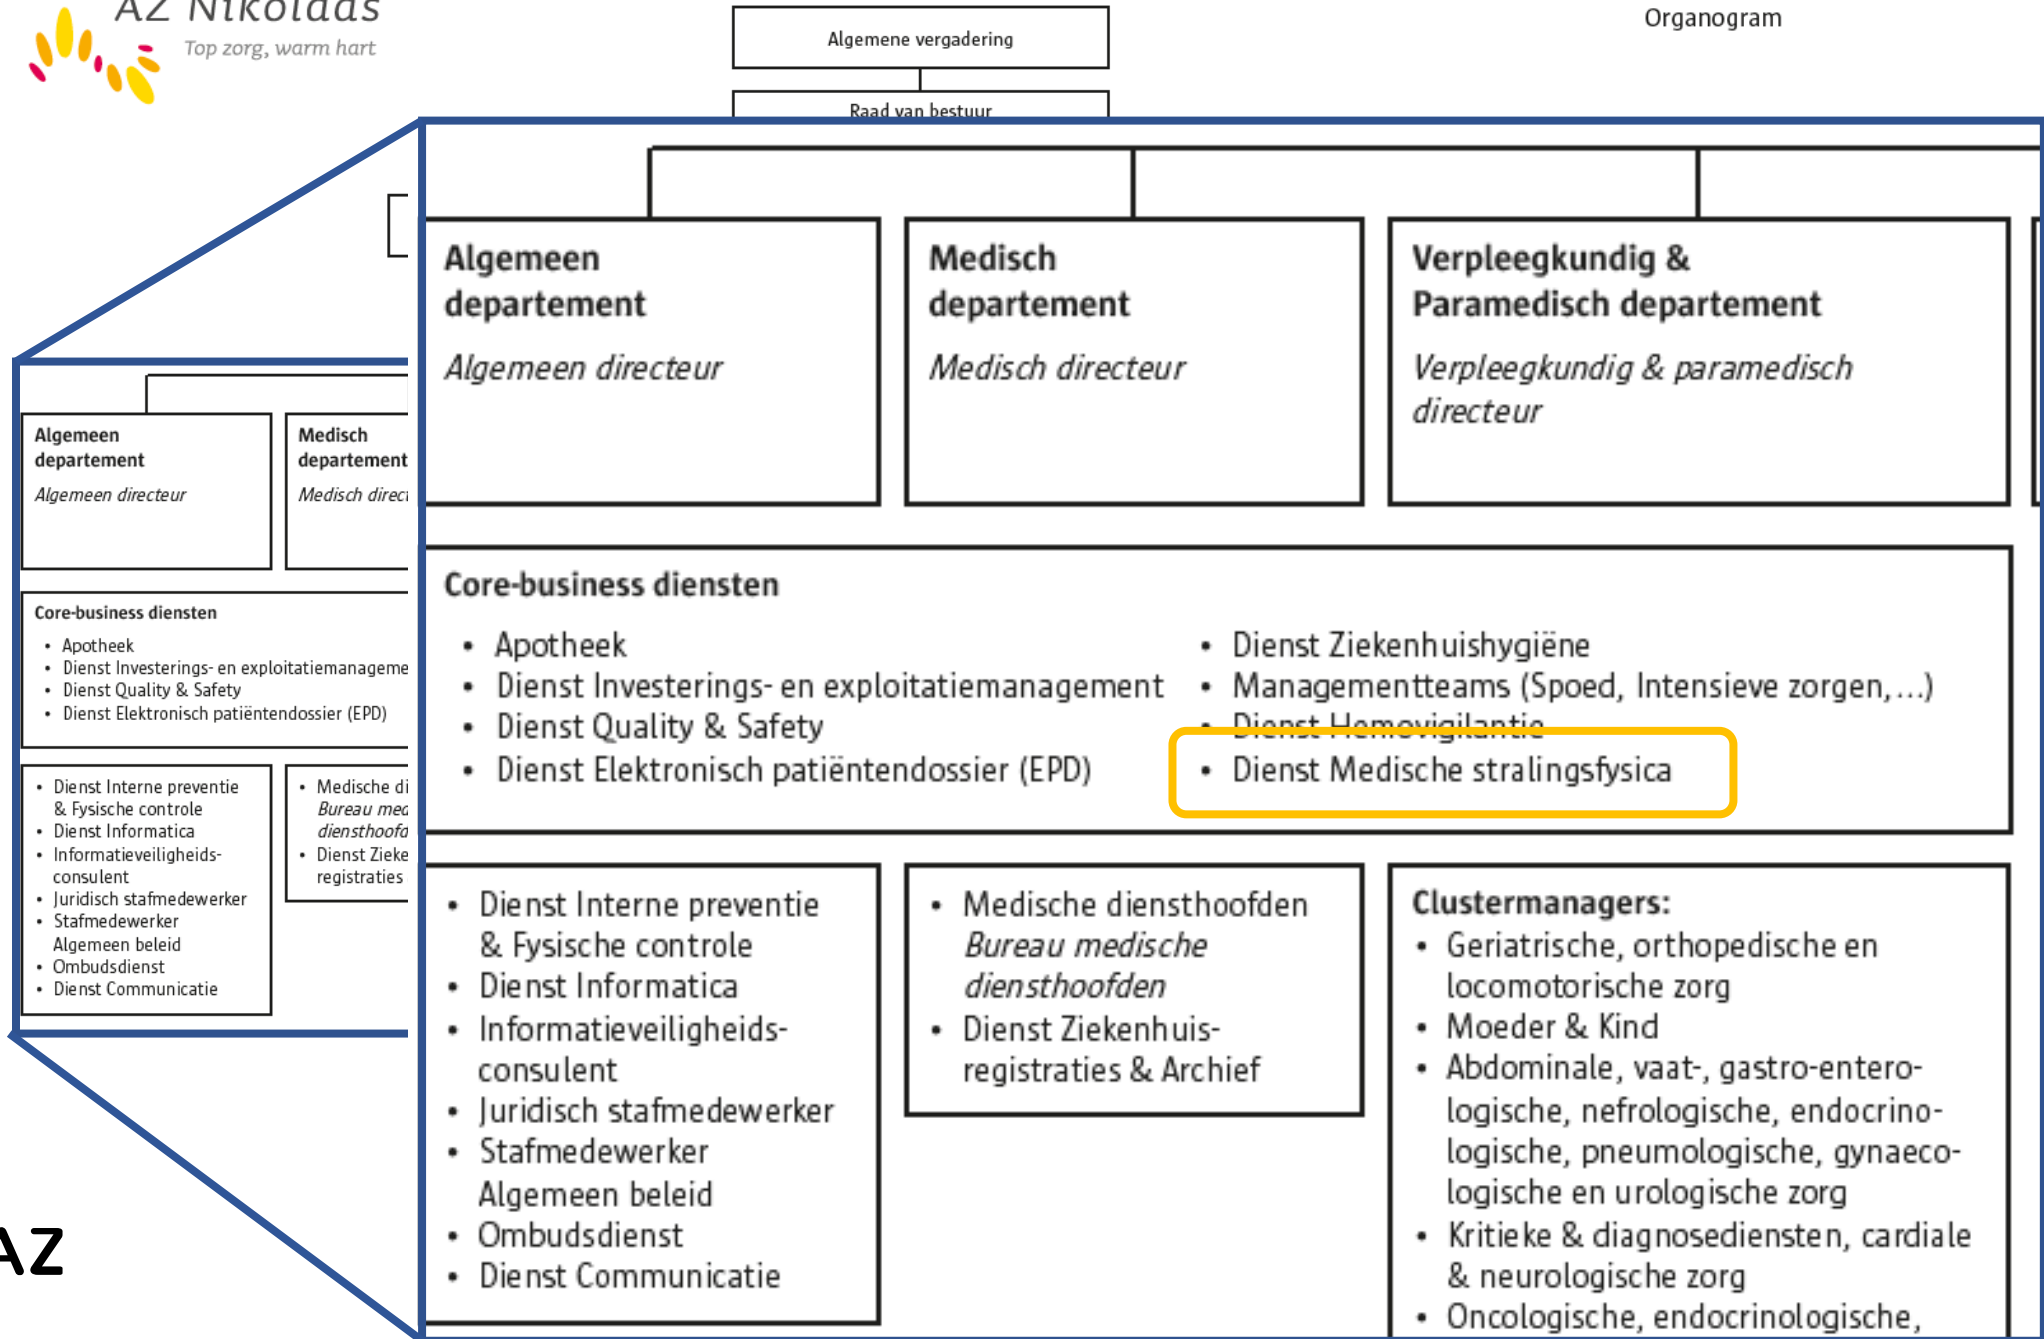 AZ Nikolaas
Top zorg, warm hart
Algemene vergadering
Organogram
Raad van bestuur
Algemeen
departement
Algemeen directeur
Medisch
departement
Medisch directeur
Verpleegkundig &
Paramedisch departement
Verpleegkundig & paramedisch
directeur
Core-business diensten
• Apotheek
• Dienst Investerings- en exploitatiemanagement
• Dienst Quality & Safety
• Dienst Elektronisch patiëntendossier (EPD)
• Dienst Ziekenhuishygiëne
• Managementteams (Spoed, Intensieve zorgen,...)
• Dienst Hemovigilantie
• Dienst Medische stralingsfysica
• Dienst Interne preventie
& Fysische controle
• Dienst Informatica
• Informatieveiligheids-
consulent
• Juridisch stafmedewerker
• Stafmedewerker
Algemeen beleid
• Ombudsdienst
• Dienst Communicatie
• Medische diensthoofden
Bureau medische
diensthoofden
• Dienst Ziekenhuis-
registraties & Archief
Clustermanagers:
• Geriatrische, orthopedische en
locomotorische zorg
• Moeder & Kind
• Abdominale, vaat-, gastro-entero-
logische, nefrologische, endocrino-
logische, pneumologische, gynaeco-
logische en urologische zorg
• Kritieke & diagnosediensten, cardiale
& neurologische zorg
• Oncologische, endocrinologische,
Algemeen
departement
Algemeen directeur
Medisch
departement
Medisch direct
Core-business diensten
• Apotheek
• Dienst Investerings- en exploitatiemanageme
• Dienst Quality & Safety
• Dienst Elektronisch patiëntendossier (EPD)
• Dienst Interne preventie
& Fysische controle
• Dienst Informatica
• Informatieveiligheids-
consulent
• Juridisch stafmedewerker
• Stafmedewerker
Algemeen beleid
• Ombudsdienst
• Dienst Communicatie
• Medische di
Bureau med
diensthoofd
• Dienst Zieke
registraties
AZ